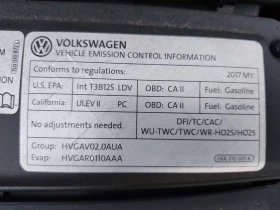 VOLKSWAGEN
VEHICLE EMISSION CONTROL INFORMATION
Conforms to regulations: 2017 MY
U.S. EPA: Int T3B125 LDV OBD: CA II Fuel: Gasoline
California: ULEV II PC OBD: CA II Fuel: Gasoline
No adjustments needed. DFI/TC/CAC/
WU-TWC/TWC/WR-HO2S/HO2S
Group: HVGAV02.0AUA
Evap: HVGAR0110AAA